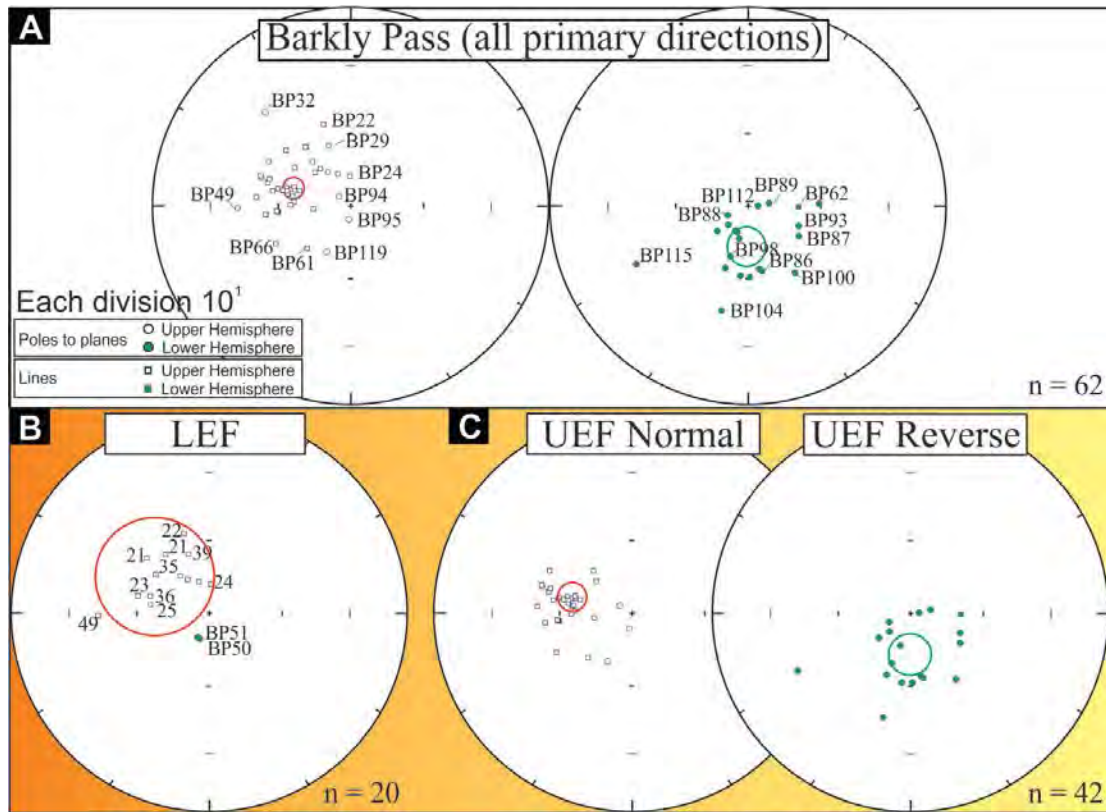 A
Barkly Pass (all primary directions)
BP32
BP22
BP29
BP24
BP49
BP94
BP95
BP66
BP61
BP119
BP89
BP62
BP112
BP88
BP93
BP87
BP98
BP86
BP115
BP100
BP104
Each division 10¹
Poles to planes
Upper Hemisphere
Lower Hemisphere
Lines
Upper Hemisphere
Lower Hemisphere
n = 62
B
LEF
22
21
21
39
35
24
23
36
25
49
BP51
BP50
n = 20
C
UEF Normal
UEF Reverse
n = 42